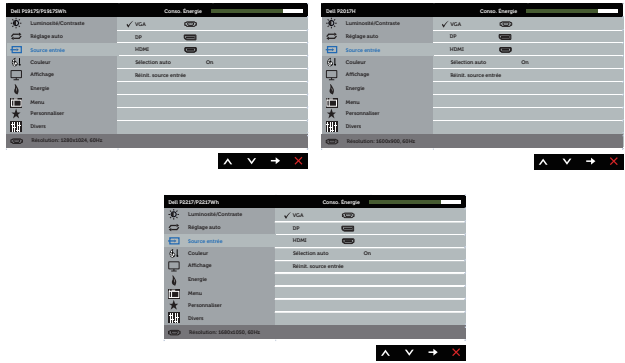 Dell P1917S/P1917SWh Conso. Énergie
Luminosité/Contraste ✓ VGA
Réglage auto DP
Source entrée HDMI
Couleur Sélection auto On
Affichage Réinit. source entrée
Energie
Menu
Personnaliser
Divers
Résolution: 1280x1024, 60Hz
Dell P2017H Conso. Énergie
Luminosité/Contraste ✓ VGA
Réglage auto DP
Source entrée HDMI
Couleur Sélection auto On
Affichage Réinit. source entrée
Energie
Menu
Personnaliser
Divers
Résolution: 1600x900, 60Hz
Dell P2217/P2217Wh Conso. Énergie
Luminosité/Contraste ✓ VGA
Réglage auto DP
Source entrée HDMI
Couleur Sélection auto On
Affichage Réinit. source entrée
Energie
Menu
Personnaliser
Divers
Résolution: 1680x1050, 60Hz